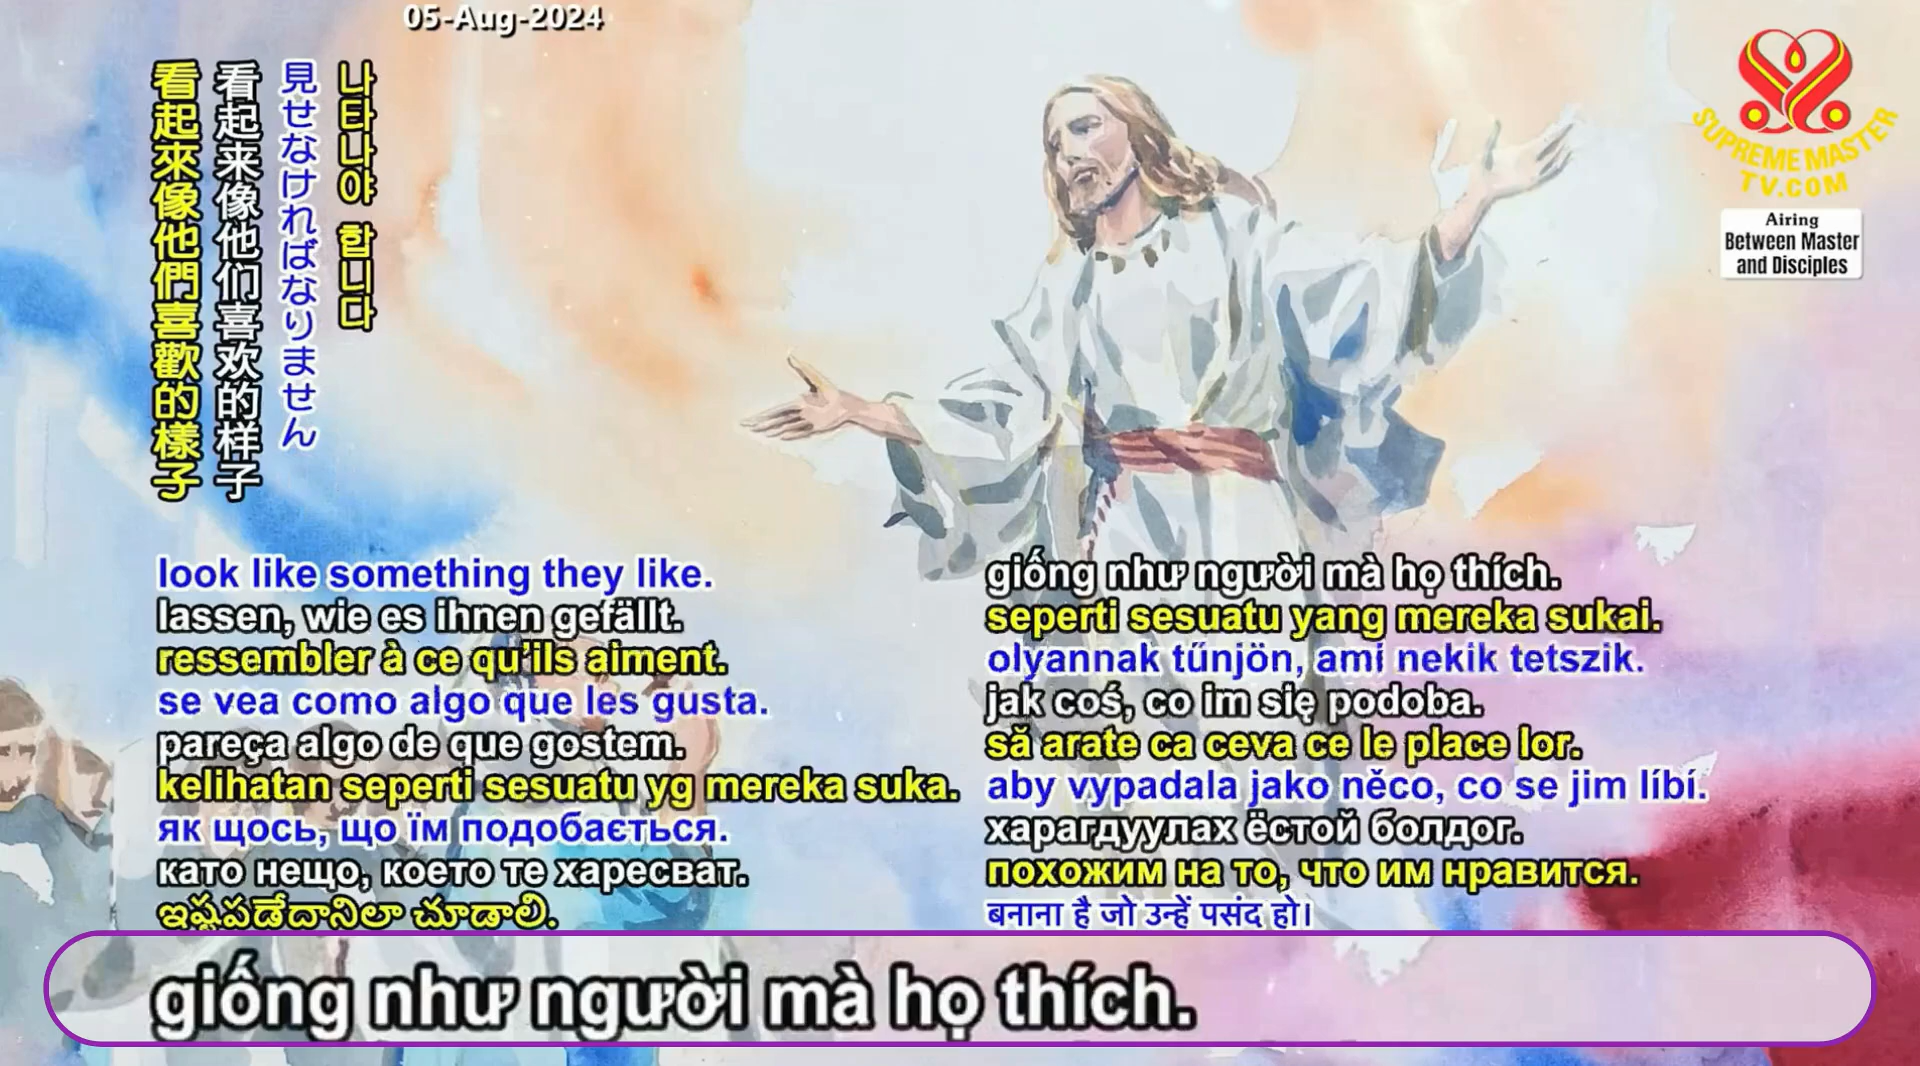 05-Aug-2024
看起來像他們喜歡的樣子
看起来像他们喜欢的样子
見せなければなりません
나타나야 합니다
SUPREME MASTER
TV.COM
Airing
Between Master
and Disciples
look like something they like.
lassen, wie es ihnen gefällt.
ressembler à ce qu'ils aiment.
se vea como algo que les gusta.
pareça algo de que gostem.
kelihatan seperti sesuatu yg mereka suka.
як щось, що їм подобається.
като нещо, което те харесват.
ఇష్టపడేదానిలా చూడాలి.
giống như người mà họ thích.
seperti sesuatu yang mereka sukai.
olyannak tűnjön, ami nekik tetszik.
jak coś, co im się podoba.
să arate ca ceva ce le place lor.
aby vypadala jako něco, co se jim líbí.
харагдуулах ёстой болдог.
похожим на то, что им нравится.
बनाना है जो उन्हें पसंद हो।
giống như người mà họ thích.